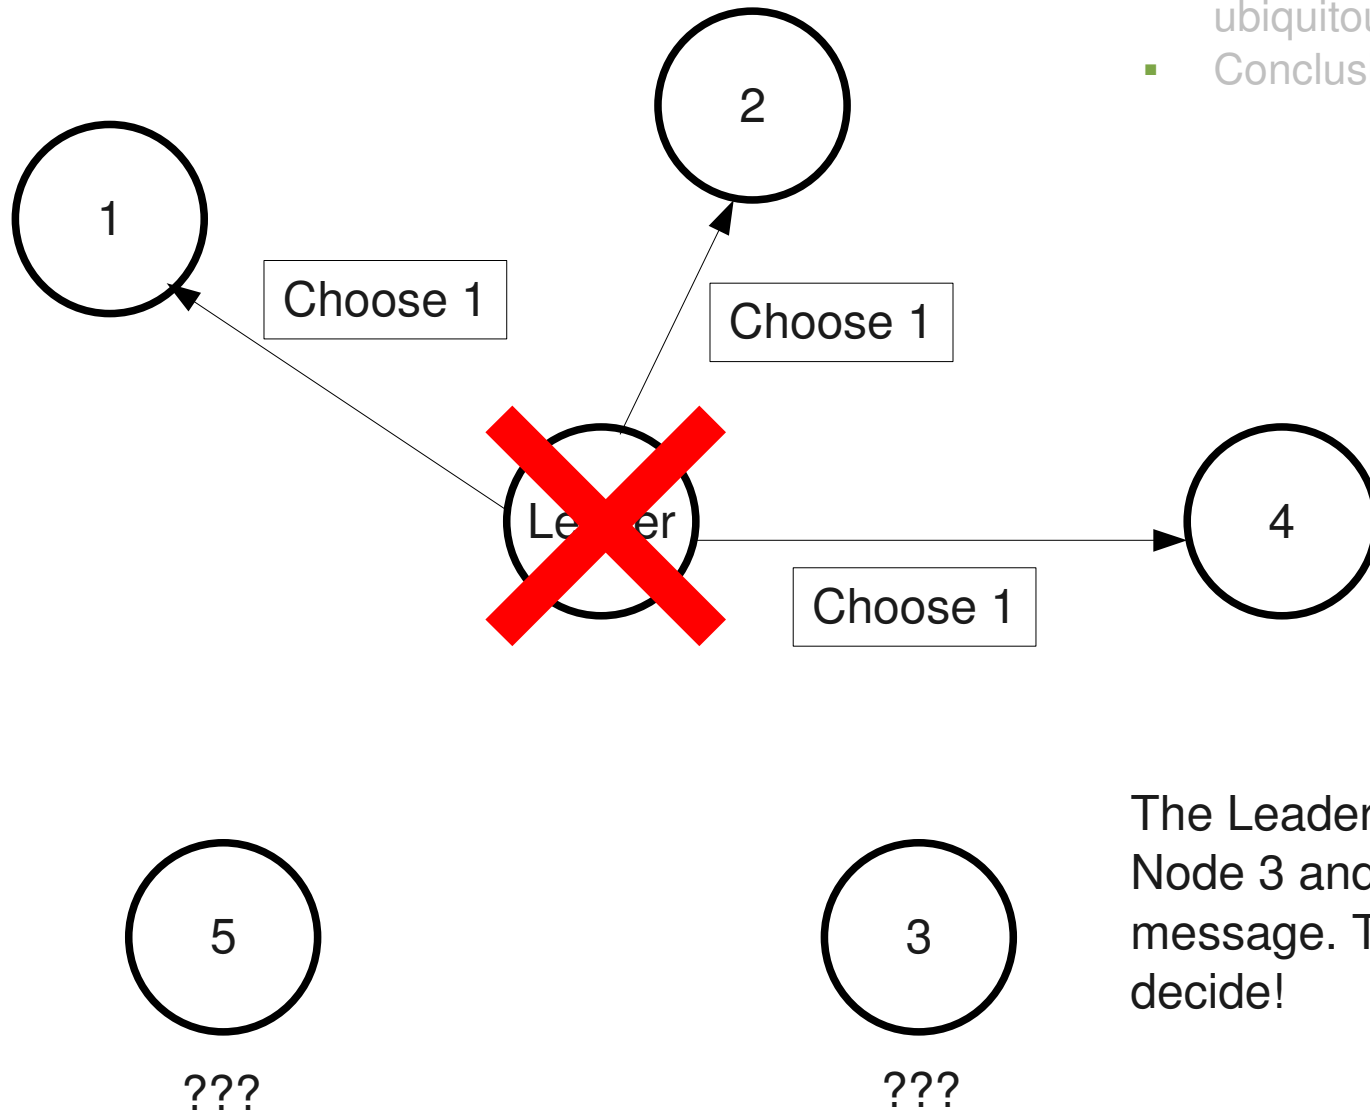 ubiquitou
▪ Conclus
2
1
Choose 1
Choose 1
Leader
4
Choose 1
The Leader
Node 3 and
message. T
decide!
5
3
???
???